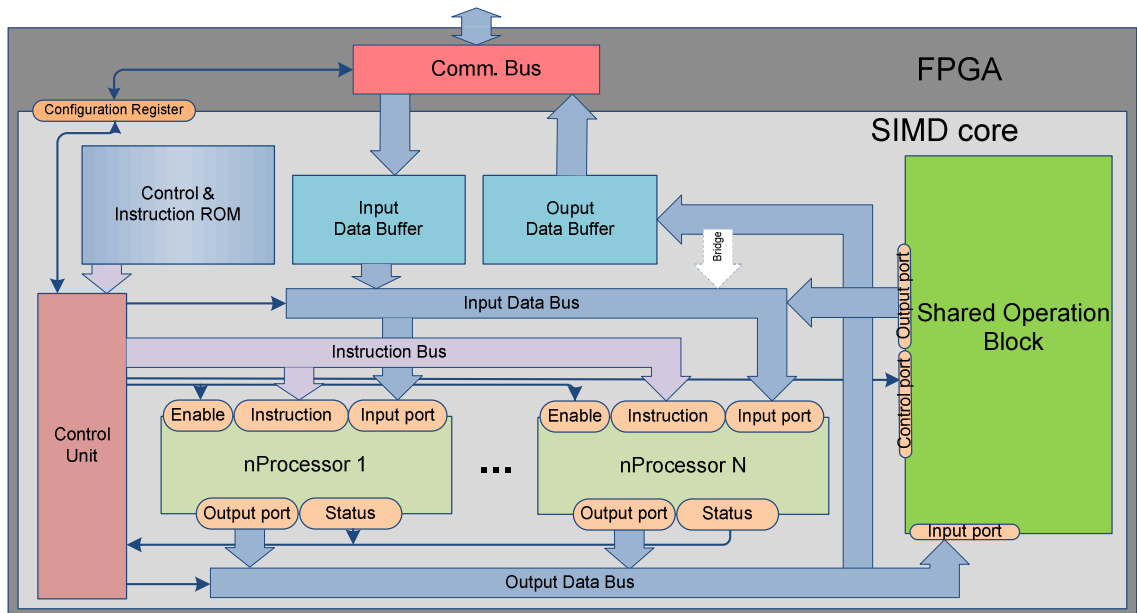 Comm. Bus
FPGA
Configuration Register
SIMD core
Control &
Instruction ROM
Input
Data Buffer
Ouput
Data Buffer
Bridge
Output port
Shared Operation
Block
Control port
Input port
Input Data Bus
Instruction Bus
Control
Unit
Enable
Instruction
Input port
nProcessor 1
Output port
Status
...
Enable
Instruction
Input port
nProcessor N
Output port
Status
Output Data Bus